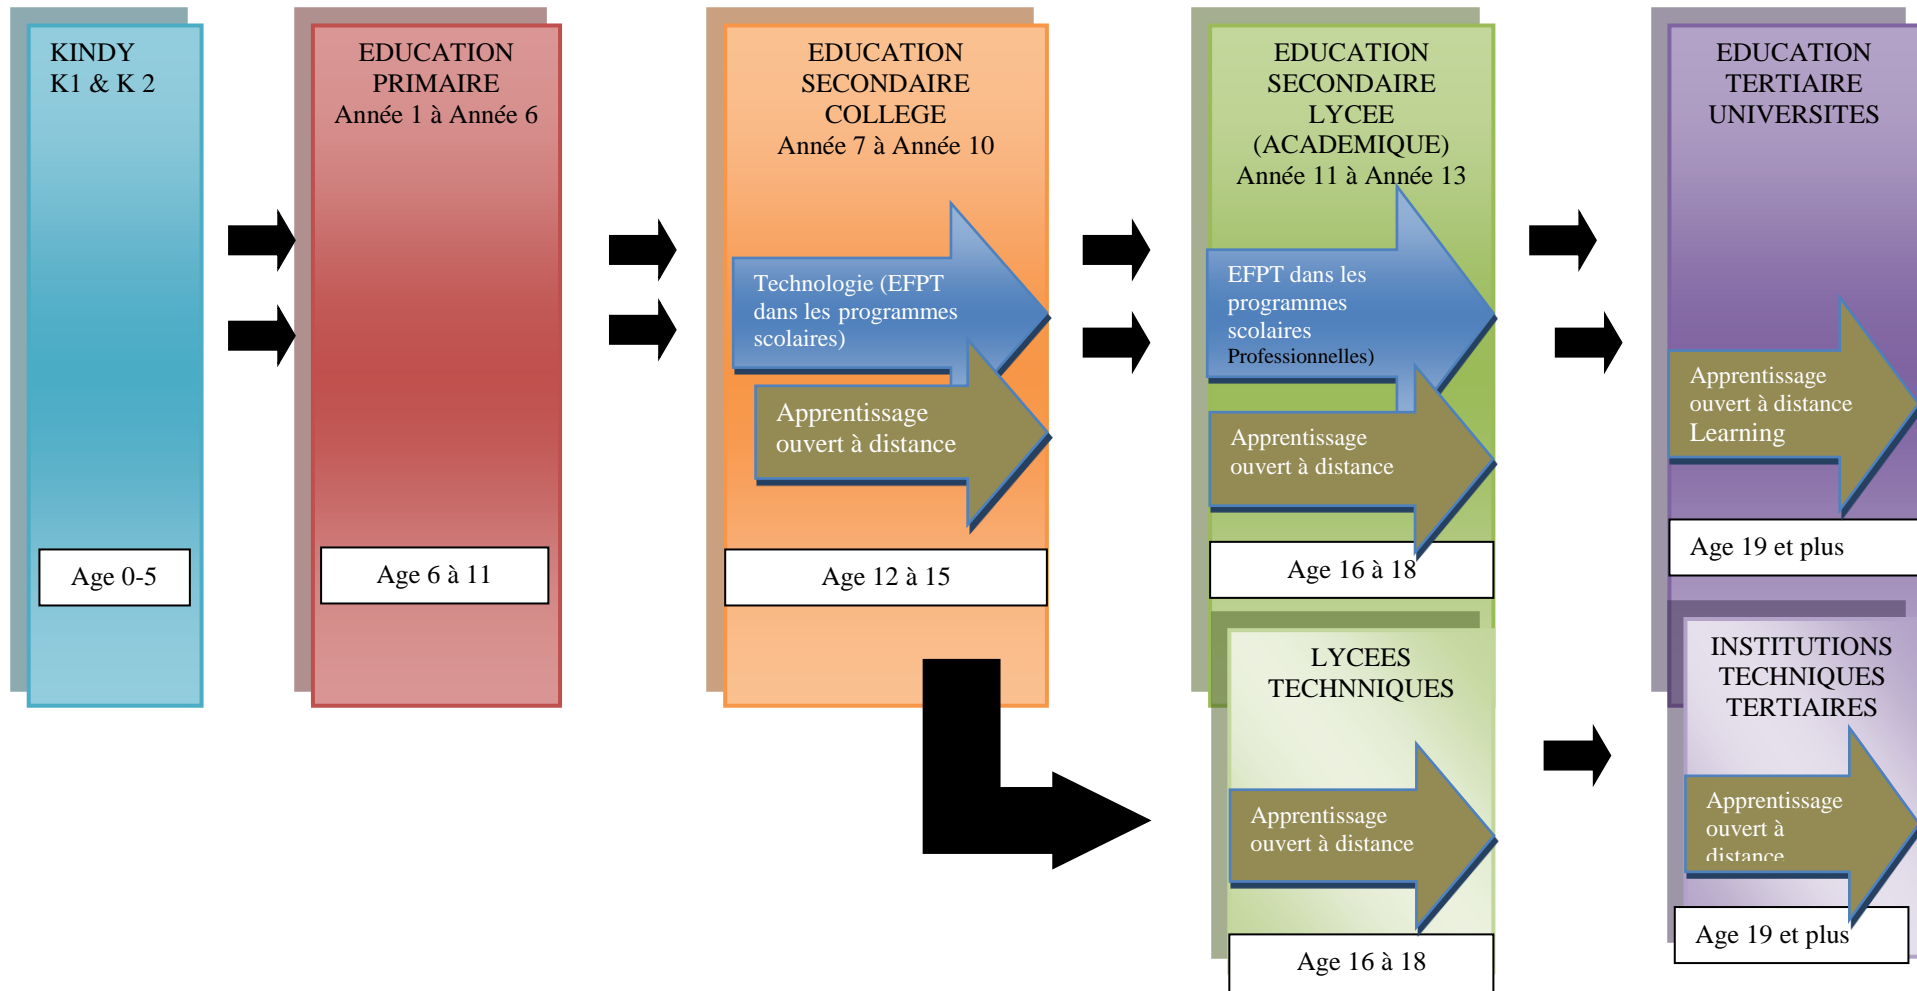 KINDY
K1 & K 2
Age 0-5
EDUCATION
PRIMAIRE
Année 1 à Année 6
Age 6 à 11
EDUCATION
SECONDAIRE
COLLEGE
Année 7 à Année 10
Technologie (EFPT
dans les programmes
scolaires)
Apprentissage
ouvert à distance
Age 12 à 15
EDUCATION
SECONDAIRE
LYCEE
(ACADEMIQUE)
Année 11 à Année 13
EFPT dans les
programmes
scolaires
Professionnelles)
Apprentissage
ouvert à distance
Age 16 à 18
LYCEES
TECHNNIQUES
Apprentissage
ouvert à distance
Age 16 à 18
EDUCATION
TERTIAIRE
UNIVERSITES
Apprentissage
ouvert à distance
Learning
Age 19 et plus
INSTITUTIONS
TECHNIQUES
TERTIAIRES
Apprentissage
ouvert à
distance
Age 19 et plus